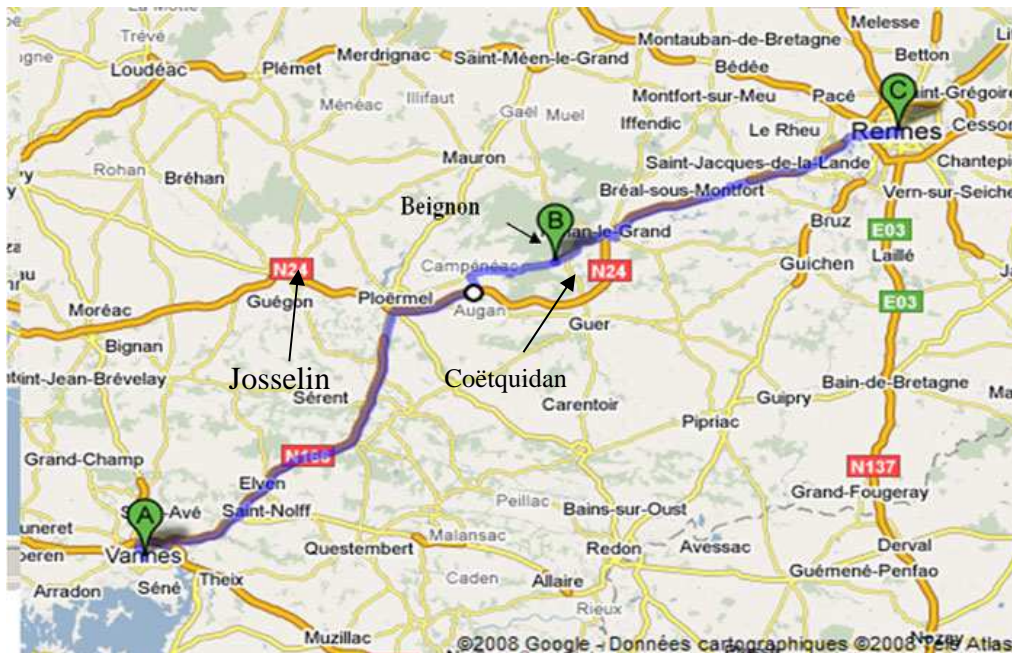 Trévé
Loudéac
Plémet
Merdrignac
Saint-Méen-le-Grand
Montauban-de-Bretagne
Melesse
Betton
Bédée
Ménéac
Illifaut
Gaël
Muel
Montfort-sur-Meu
Pacé
C
Iffendic
Le Rheu
Rennes
Rohan
Bréhan
Mauron
Saint-Jacques-de-la-Lande
Bréal-sous-Montfort
Vern-sur-Seiche
Beignon
B
Bruz
E03
Campénéac
N24
N24
Guichen
Laillé
Guégon
Ploërmel
Augan
E03
Moréac
Guer
Bignan
Josselin
Coëtquidan
Sérent
Bain-de-Bretagne
Guipry
Carentoir
Pipriac
Grand-Champ
N166
N137
Elven
Grand-Fougeray
A
Saint-Nolff
Peillac
Bains-sur-Oust
Malansac
Vannes
Questembert
Redon
Avessac
Derval
Arradon
Séné
Theix
Caden
Allaire
Guémené-Penfao
Rieux
Muzillac
Nozay
©2008 Google - Données cartographiques ©2008 Télé Atlas